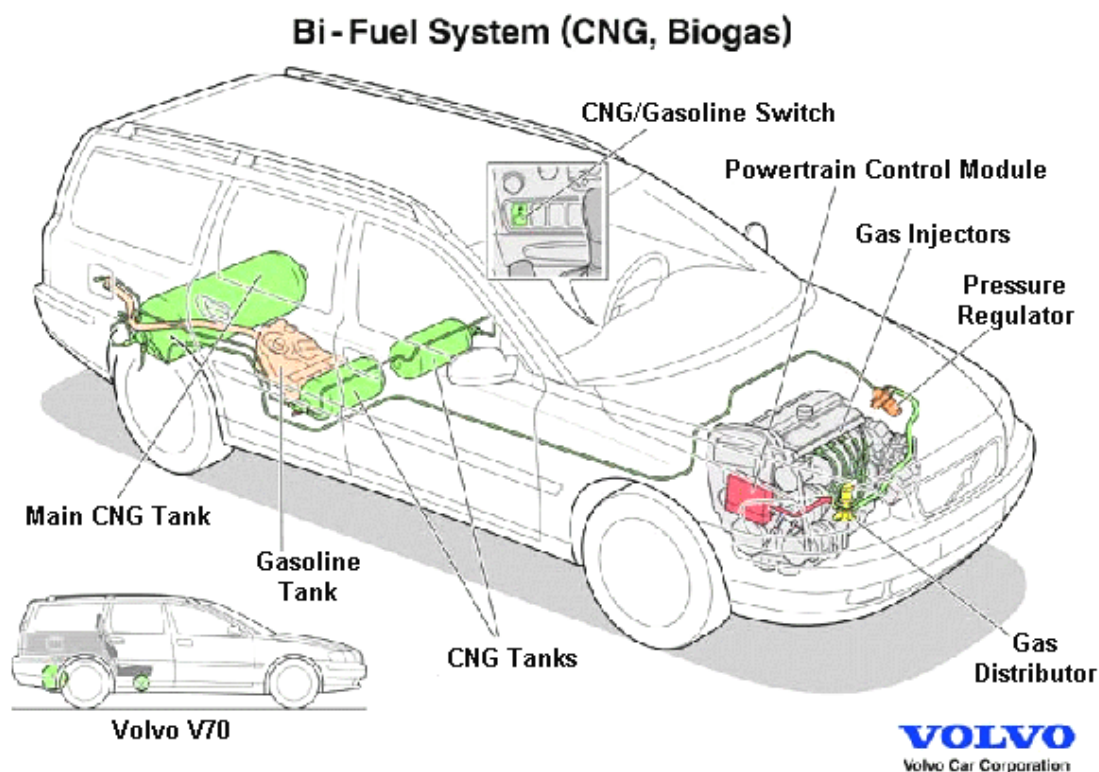 Bi-Fuel System (CNG, Biogas)
CNG/Gasoline Switch
Powertrain Control Module
Gas Injectors
Pressure
Regulator
Main CNG Tank
Gasoline
Tank
CNG Tanks
Gas
Distributor
Volvo V70
VOLVO
Volvo Car Corporation